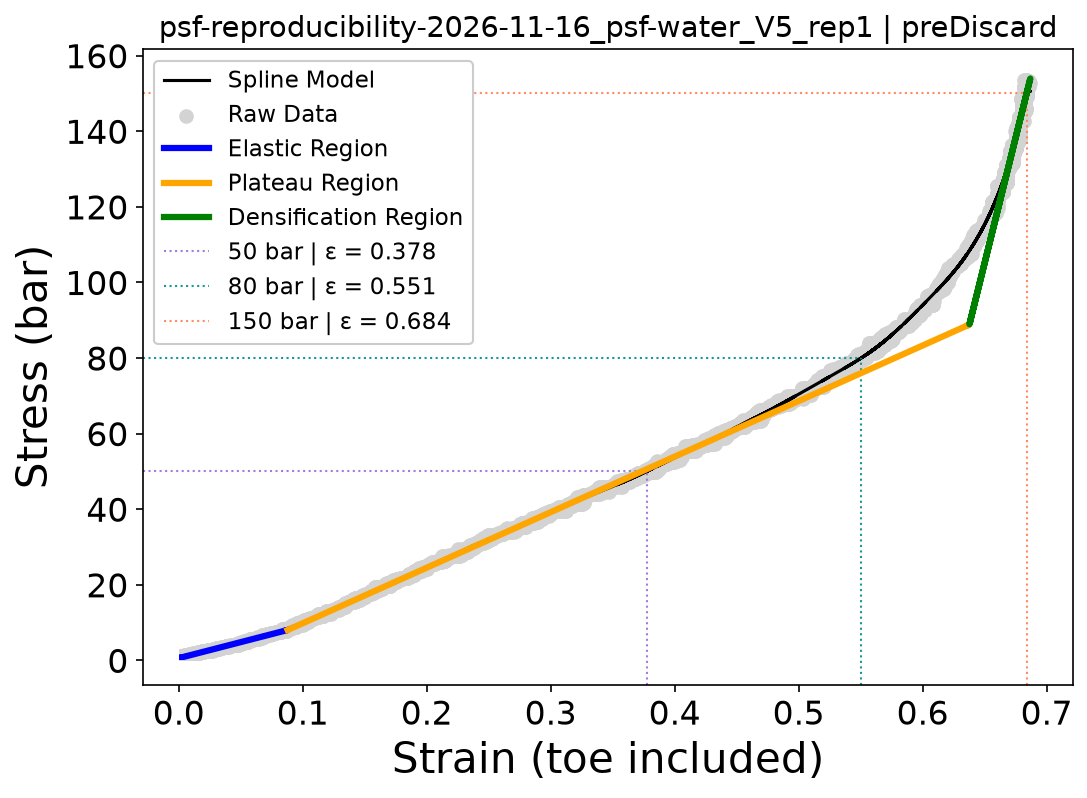 psf-reproducibility-2026-11-16_psf-water_V5_rep1 | preDiscard
160
140
120
100
80
60
40
20
0
Stress (bar)
Spline Model
Raw Data
Elastic Region
Plateau Region
Densification Region
50 bar | ε = 0.378
80 bar | ε = 0.551
150 bar | ε = 0.684
0.0 0.1 0.2 0.3 0.4 0.5 0.6 0.7
Strain (toe included)